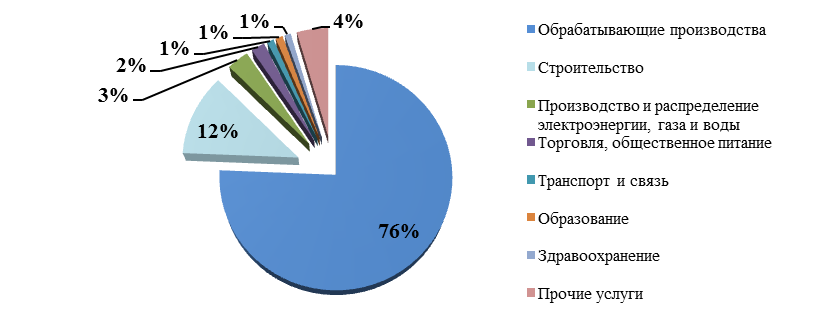 1%
4%
1%
1%
2%
3%
12%
76%
Обрабатывающие производства
Строительство
Производство и распределение
электроэнергии, газа и воды
Торговля, общественное питание
Транспорт и связь
Образование
Здравоохранение
Прочие услуги